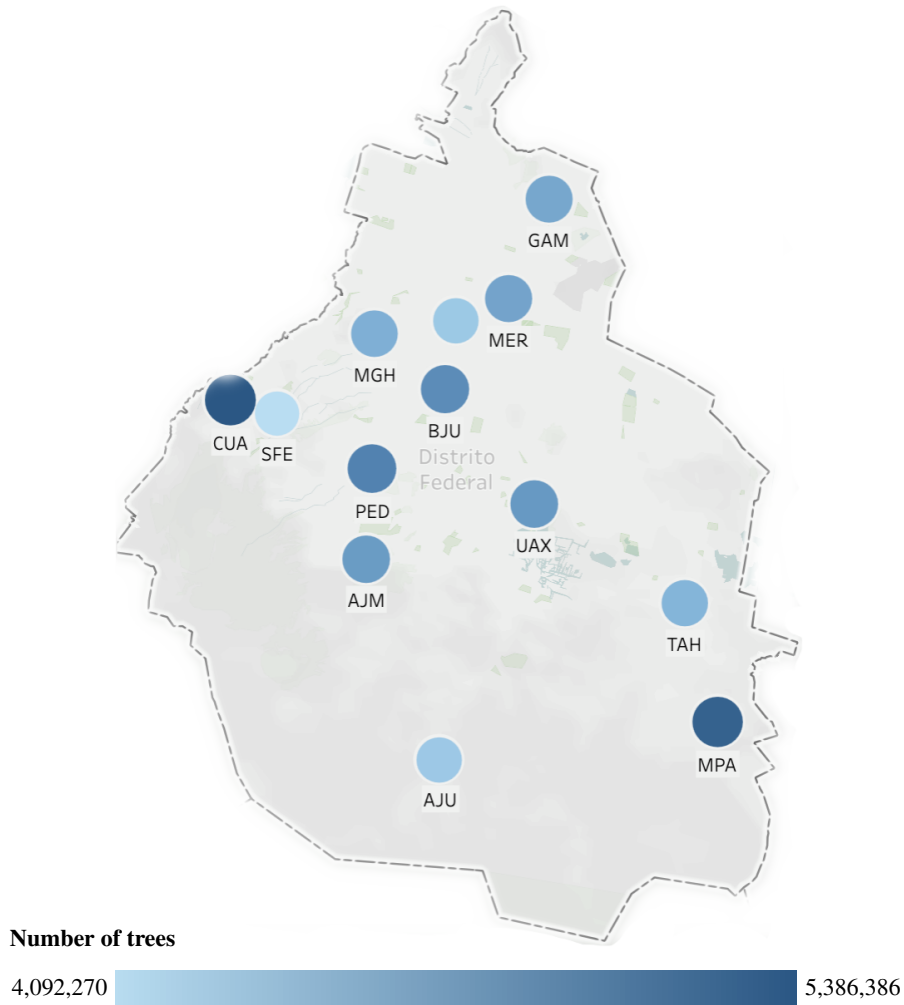 GAM
MER
MGH
BJU
CUA
SFE
Distrito
Federal
PED
UAX
AJM
TAH
MPA
AJU
Number of trees
4,092,270
5,386,386